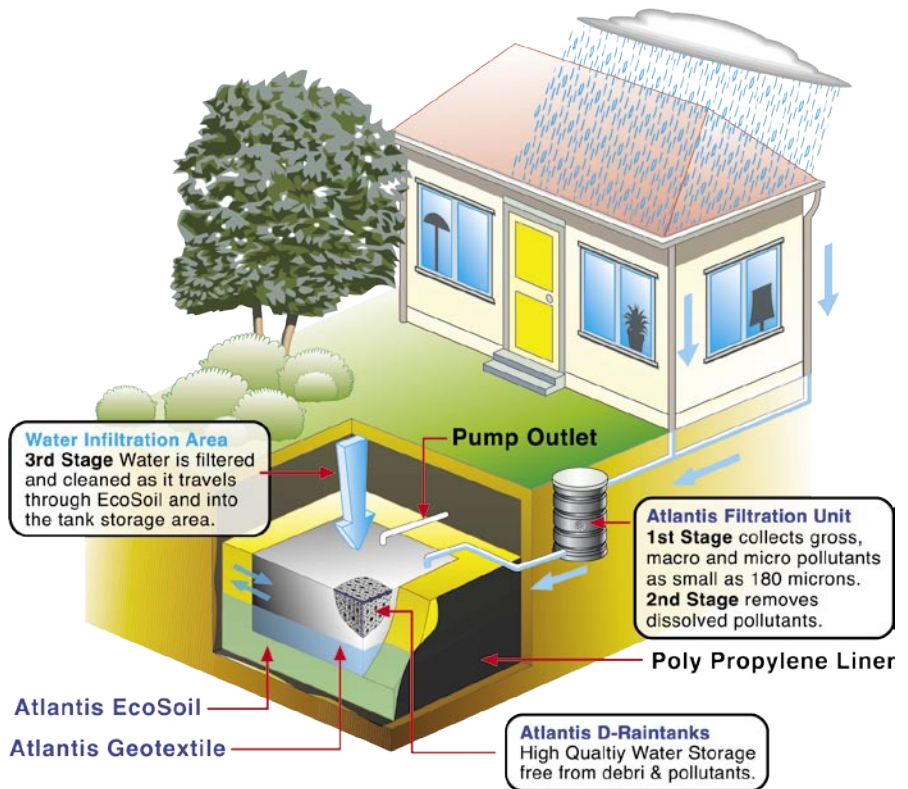 Water Infiltration Area
3rd Stage Water is filtered
and cleaned as it travels
through EcoSoil and into
the tank storage area.
Pump Outlet
Atlantis Filtration Unit
1st Stage collects gross,
macro and micro pollutants
as small as 180 microns.
2nd Stage removes
dissolved pollutants.
Poly Propylene Liner
Atlantis EcoSoil
Atlantis Geotextile
Atlantis D-Raintanks
High Qualtiy Water Storage
free from debri & pollutants.